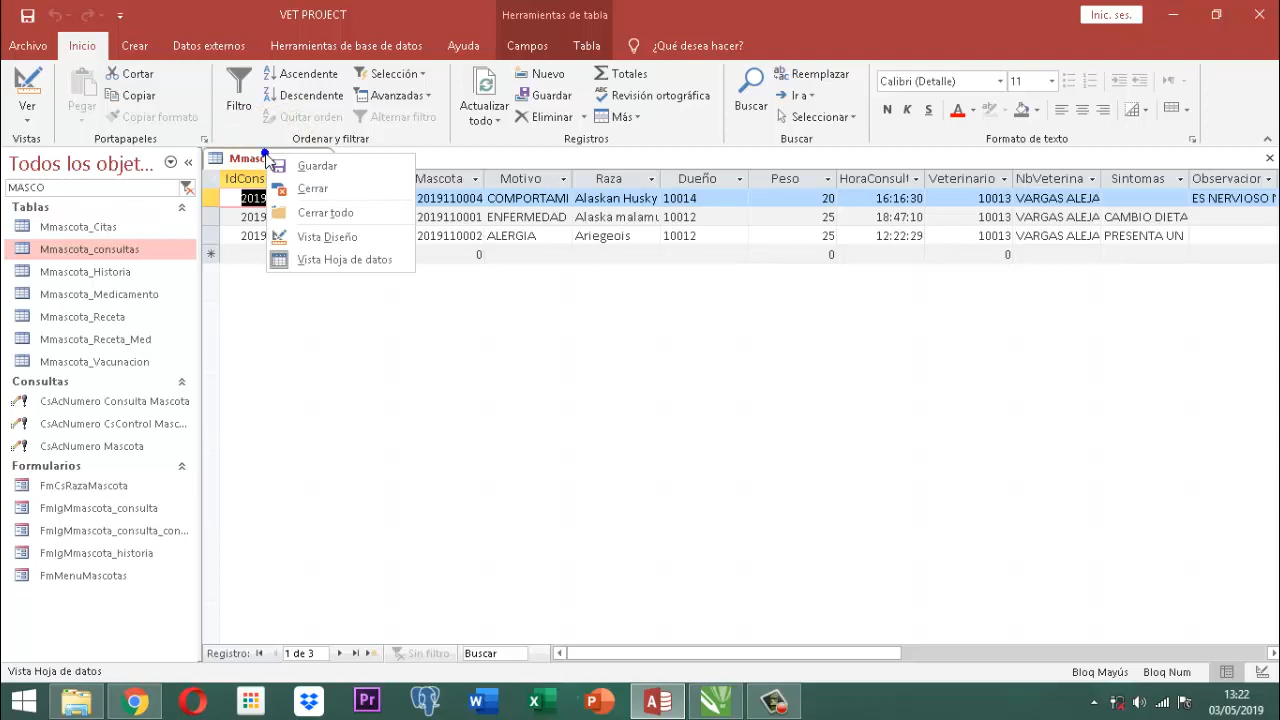 VET PROJECT
Herramientas de tabla
Inic. ses.
Archivo Inicio Crear Datos externos Herramientas de base de datos Ayuda Campos Tabla ¿Qué desea hacer?
Cortar Ascendente Selección Nuevo Totales Reemplazar Calibri (Detalle) 11
Ver Pegar Copiar Filtro Descendente Avanzadas Actualizar todo Guardar Revisión ortográfica Buscar Ir a N K S A
Copiar formato Quitar orden Alternar filtro Eliminar Más Seleccionar
Vistas Portapapeles Ordenar y filtrar Registros Buscar Formato de texto
Todos los objet...
MASCO
Tablas
Mmascota_Citas
Mmascota_consultas
Mmascota_Historia
Mmascota_Medicamento
Mmascota_Receta
Mmascota_Receta_Med
Mmascota_Vacunacion
Consultas
CsAcNumero Consulta Mascota
CsAcNumero CsControl Masc...
CsAcNumero Mascota
Formularios
FmCsRazaMascota
FmIgMmascota_consulta
FmIgMmascota_consulta_con...
FmIgMmascota_historia
FmMenuMascotas
Mmasc
IdCons Mascota Motivo Raza Dueño Peso HoraConsult Veterinario NbVeterina Sintomas Observacion
2019 2019110004 COMPORTAMI Alaskan Husky 10014 20 16:16:30 10013 VARGAS ALEJA ES NERVIOSO
2019 2019110001 ENFERMEDAD Alaska malamu 10012 25 18:47:10 10013 VARGAS ALEJA CAMBIO DIETA
2019 2019110002 ALERGIA Ariegeois 10012 25 12:22:29 10013 VARGAS ALEJA PRESENTA UN
0 0 0
Guardar
Cerrar
Cerrar todo
Vista Diseño
Vista Hoja de datos
Registro: 1 de 3 Sin filtro Buscar
Vista Hoja de datos
Bloq Mayús Bloq Num
Pr W X P A
13:22
03/05/2019